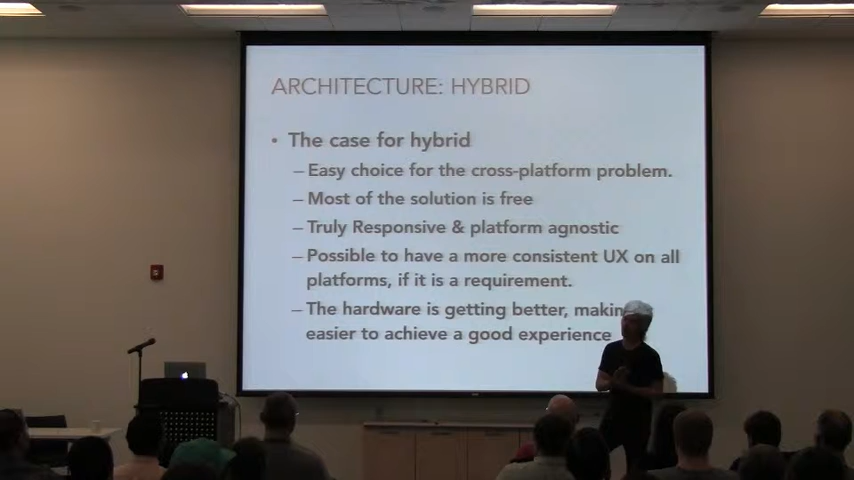 ARCHITECTURE: HYBRID
• The case for hybrid
– Easy choice for the cross-platform problem.
– Most of the solution is free
– Truly Responsive & platform agnostic
– Possible to have a more consistent UX on all
platforms, if it is a requirement.
– The hardware is getting better,
easier to achieve a good experience